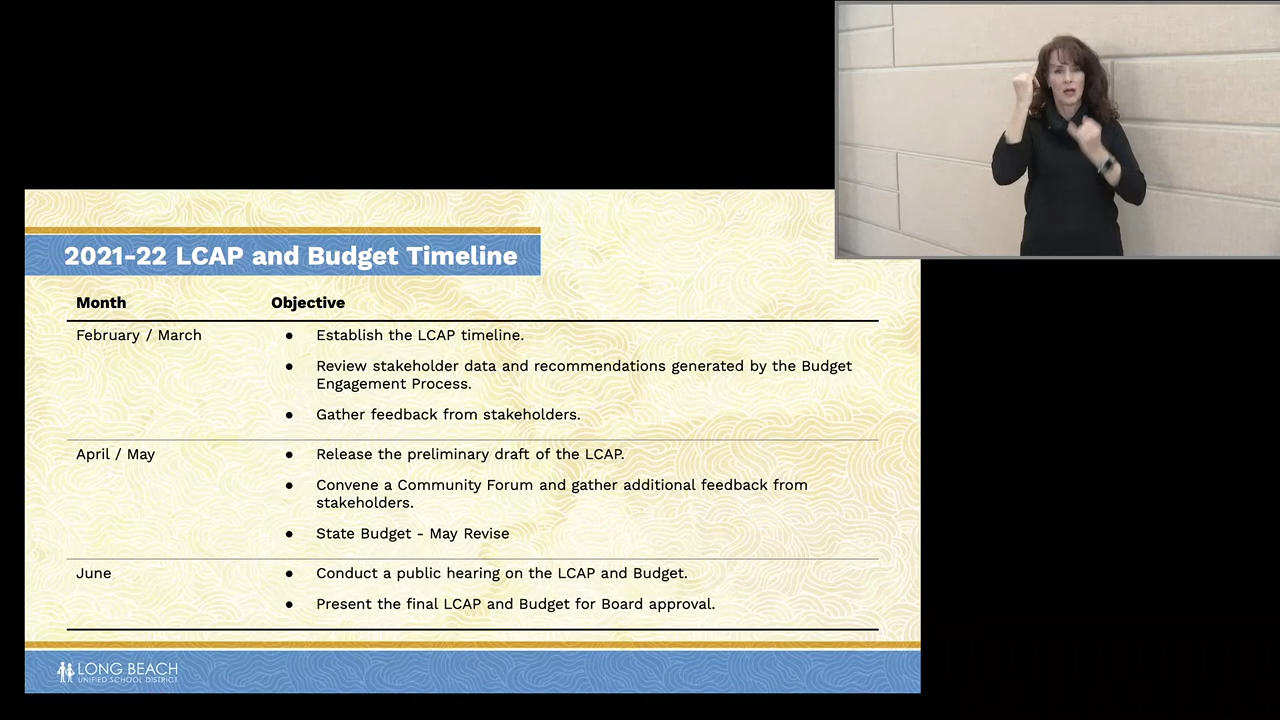 2021-22 LCAP and Budget Timeline
Month Objective
February / March ● Establish the LCAP timeline.
● Review stakeholder data and recommendations generated by the Budget
Engagement Process.
● Gather feedback from stakeholders.
April / May ● Release the preliminary draft of the LCAP.
● Convene a Community Forum and gather additional feedback from
stakeholders.
● State Budget - May Revise
June ● Conduct a public hearing on the LCAP and Budget.
● Present the final LCAP and Budget for Board approval.
LONG BEACH
UNIFIED SCHOOL DISTRICT